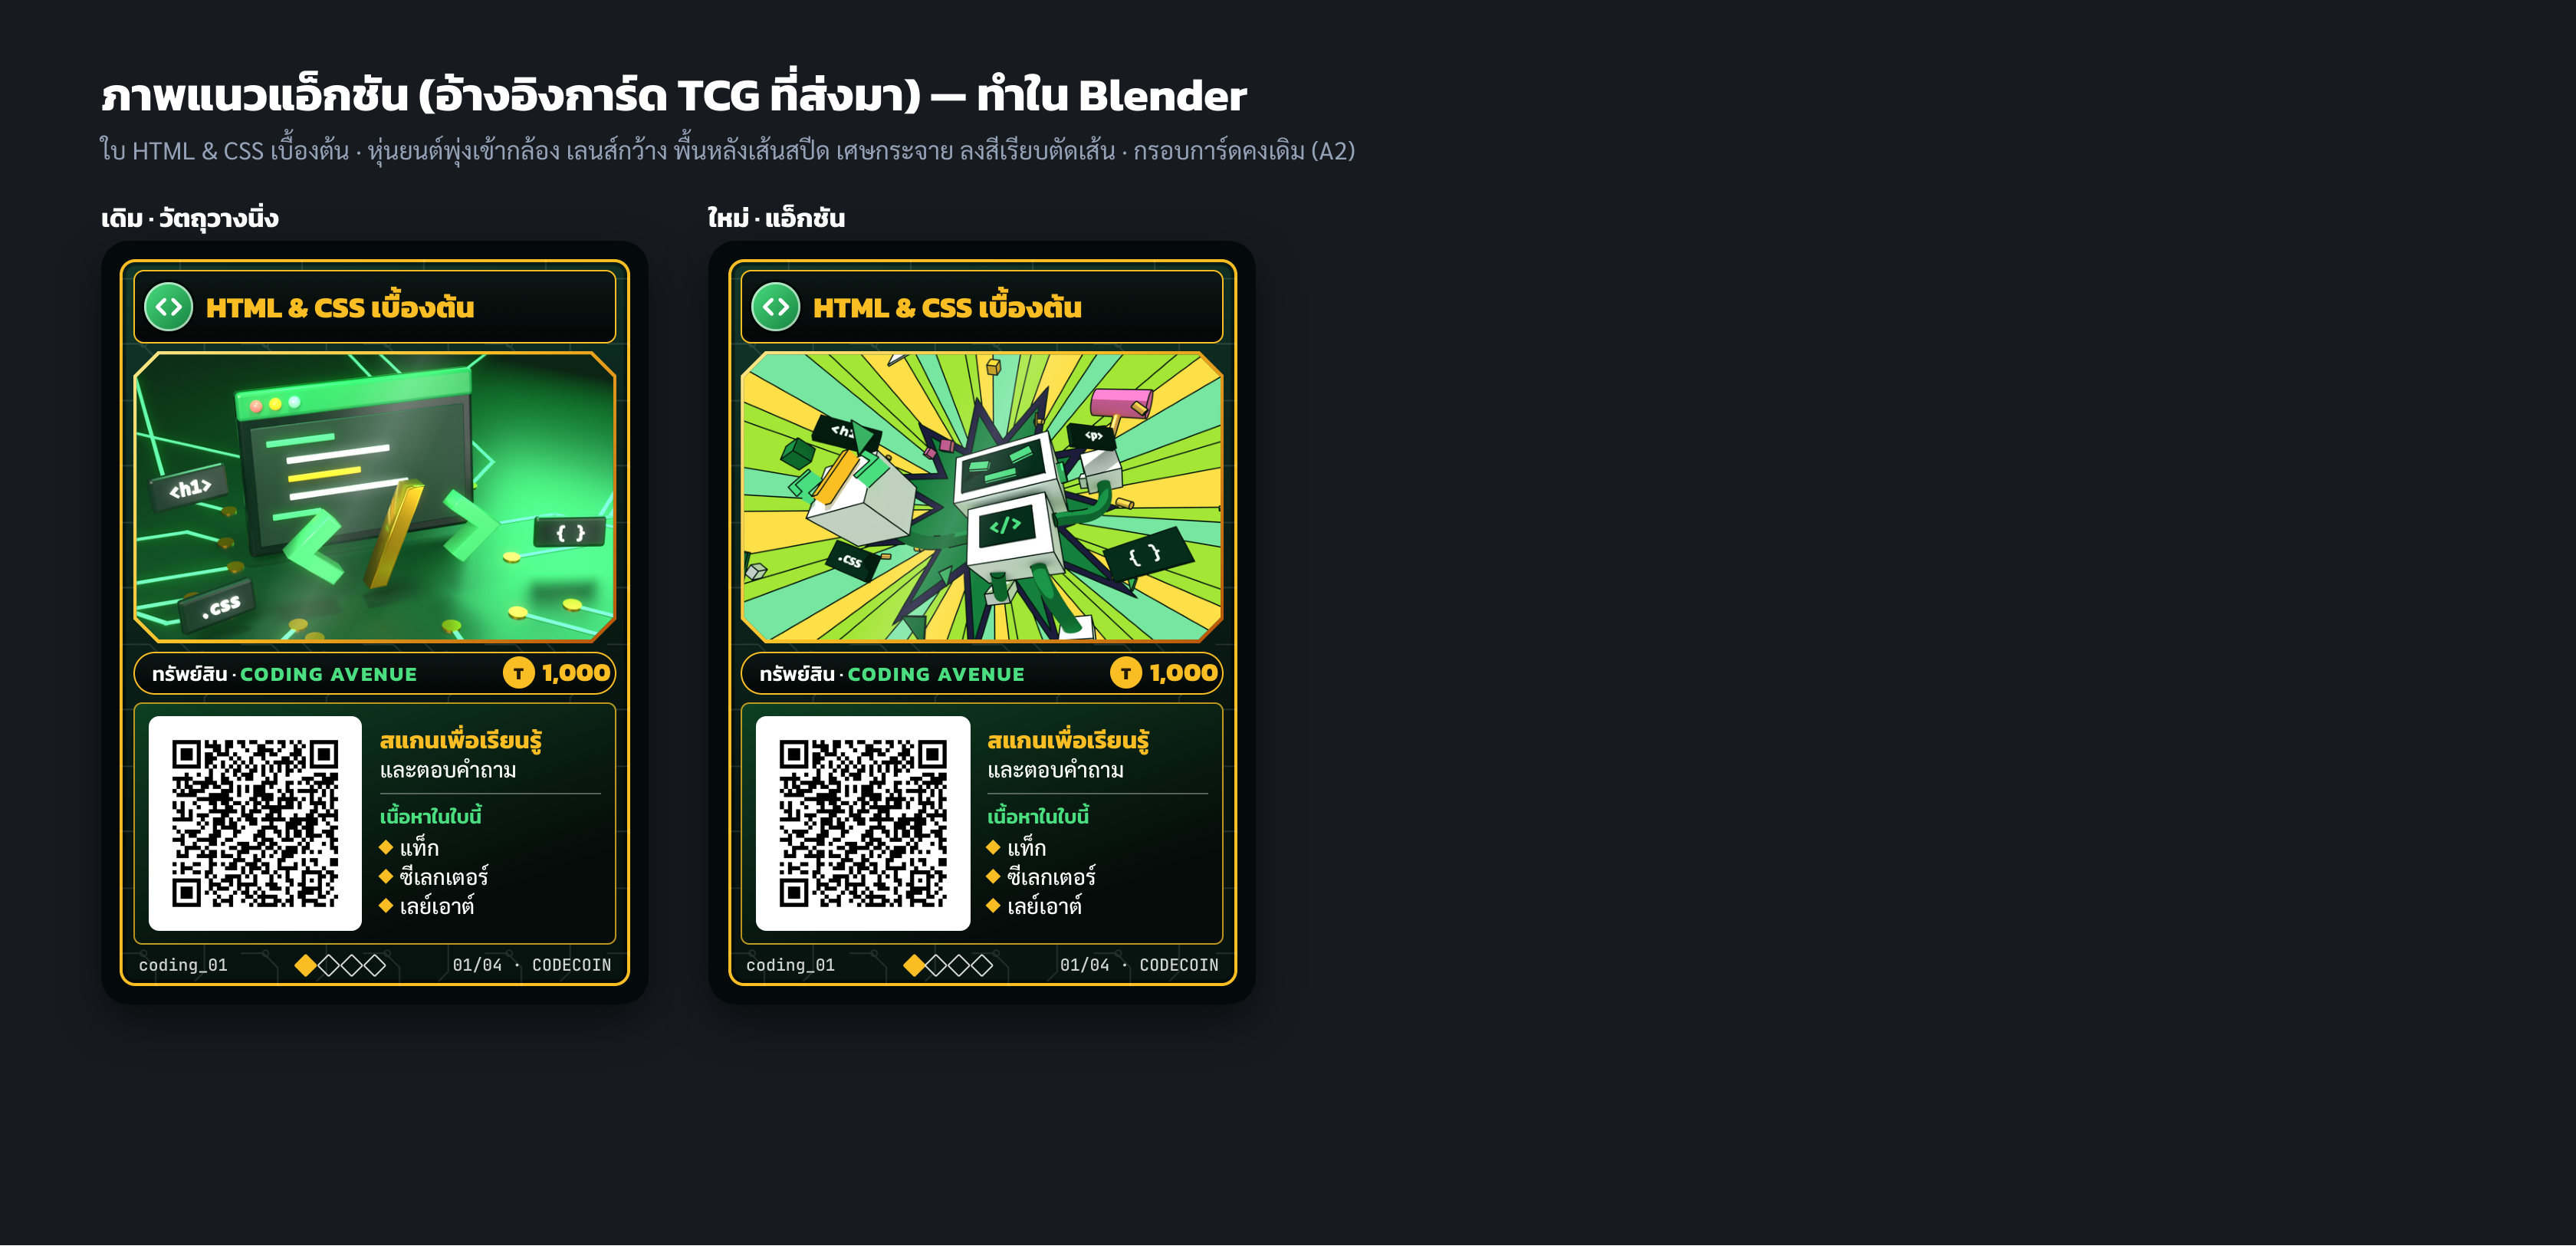 ภาพแนวแอ็กชัน (อ้างอิงการ์ด TCG ที่ส่งมา) — ทำใน Blender
ใบ HTML & CSS เบื้องต้น · หุ่นยนต์พุ่งเข้ากล้อง เลนส์กว้าง พื้นหลังเส้นสปีด เศษกระจาย ลงสีเรียบตัดเส้น · กรอบการ์ดคงเดิม (A2)
เดิม · วัตถุวางนิ่ง
HTML & CSS เบื้องต้น
<h1>
{ }
.css
ทรัพย์สิน · CODING AVENUE
T 1,000
สแกนเพื่อเรียนรู้
และตอบคำถาม
เนื้อหาในใบนี้
แท็ก
ซีเลกเตอร์
เลย์เอาต์
coding_01
01/04 · CODECOIN
ใหม่ · แอ็กชัน
HTML & CSS เบื้องต้น
<p>
</>
.css
{ }
ทรัพย์สิน · CODING AVENUE
T 1,000
สแกนเพื่อเรียนรู้
และตอบคำถาม
เนื้อหาในใบนี้
แท็ก
ซีเลกเตอร์
เลย์เอาต์
coding_01
01/04 · CODECOIN